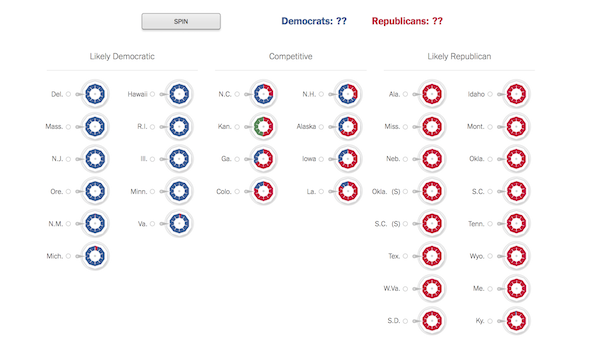 SPIN Democrats: ?? Republicans: ??
Likely Democratic Competitive Likely Republican
Del. Hawaii N.C. N.H. Ala. Idaho
Mass. R.I. Kan. Alaska Miss. Mont.
N.J. Ill. Ga. Iowa Neb. Okla.
Ore. Minn. Colo. La. Okla. (S) S.C.
N.M. Va. S.C. (S) Tenn.
Mich. Tex. Wyo.
W.Va. Me.
S.D. Ky.